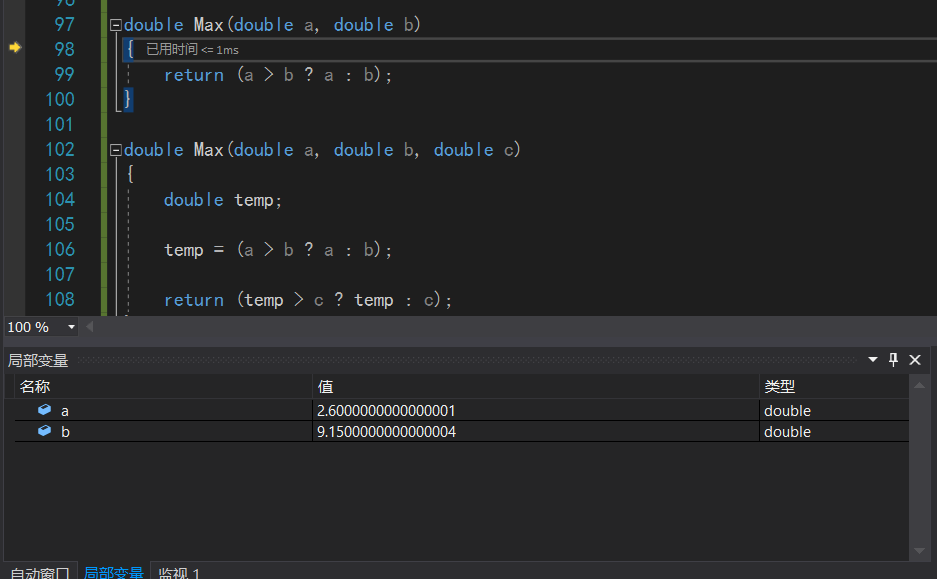 96
97 double Max(double a, double b)
98 { 已用时间 <= 1ms
99 return (a > b ? a : b);
100 }
101
102 double Max(double a, double b, double c)
103 {
104 double temp;
105
106 temp = (a > b ? a : b);
107
108 return (temp > c ? temp : c);
100 %
局部变量
名称 值 类型
a 2.6000000000000001 double
b 9.1500000000000004 double
自动窗口 局部变量 监视 1